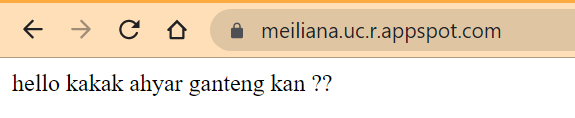 meiliana.uc.r.appspot.com
hello kakak ahyar ganteng kan ??